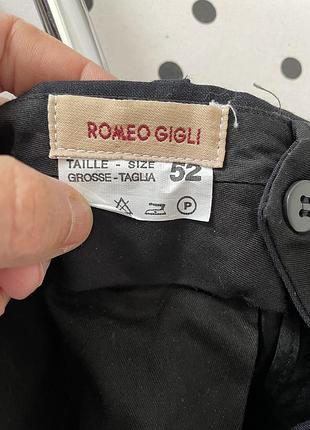 ROMEO GIGLI
TAILLE - SIZE 52
GROSSE-TAGLIA
P